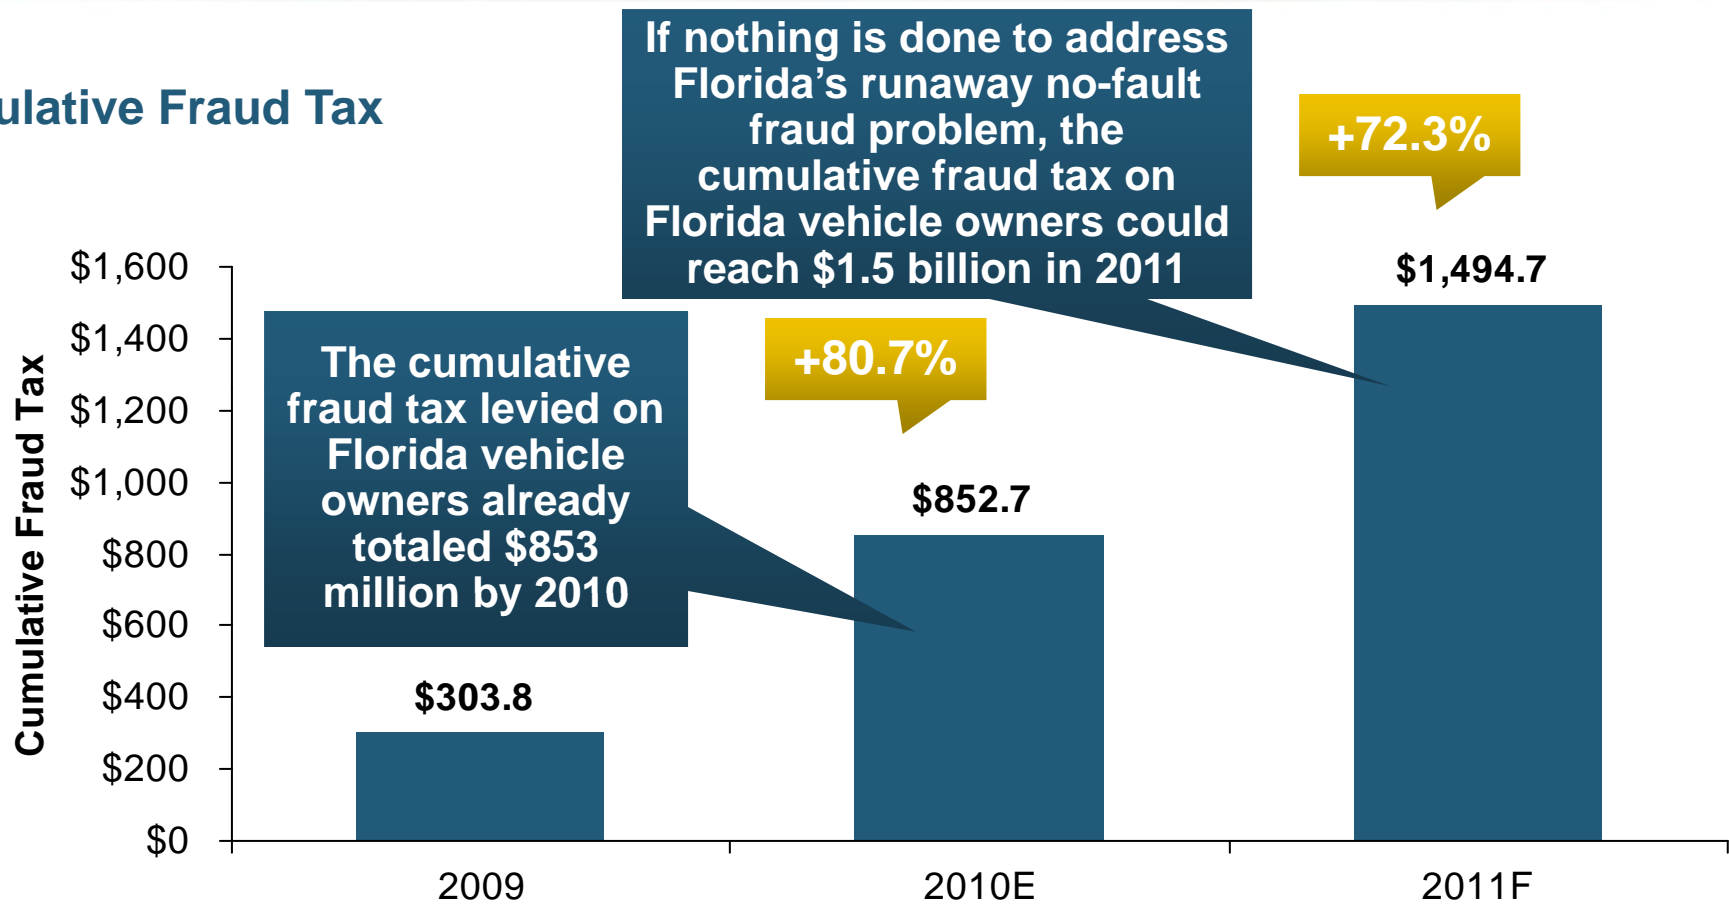 Fraud Tax
If nothing is done to address
Florida’s runaway no-fault
fraud problem, the
cumulative fraud tax on
Florida vehicle owners could
reach $1.5 billion in 2011
+72.3%
$1,494.7
The cumulative
fraud tax levied on
Florida vehicle
owners already
totaled $853
million by 2010
+80.7%
$852.7
$303.8
Cumulative Fraud Tax
$1,600
$1,400
$1,200
$1,000
$800
$600
$400
$200
$0
2009
2010E
2011F